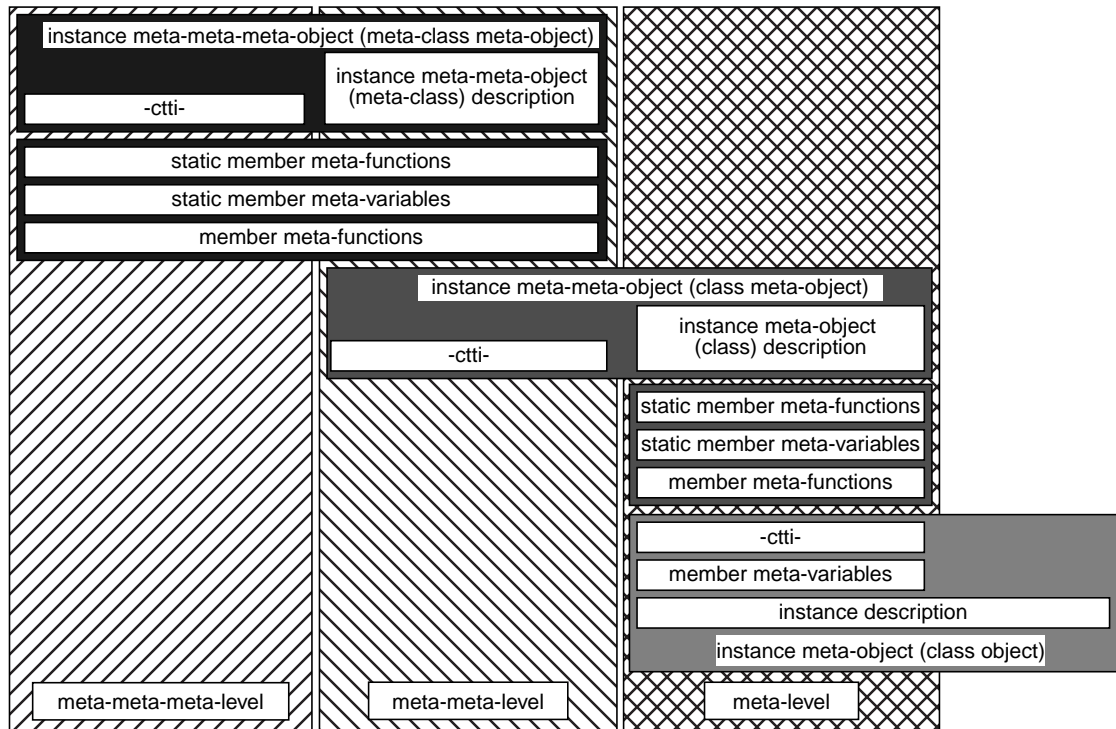 instance meta-meta-meta-object (meta-class meta-object)
instance meta-meta-object
(meta-class) description
-ctti-
static member meta-functions
static member meta-variables
member meta-functions
instance meta-meta-object (class meta-object)
instance meta-object
(class) description
-ctti-
static member meta-functions
static member meta-variables
member meta-functions
-ctti-
member meta-variables
instance description
instance meta-object (class object)
meta-meta-meta-level
meta-meta-level
meta-level